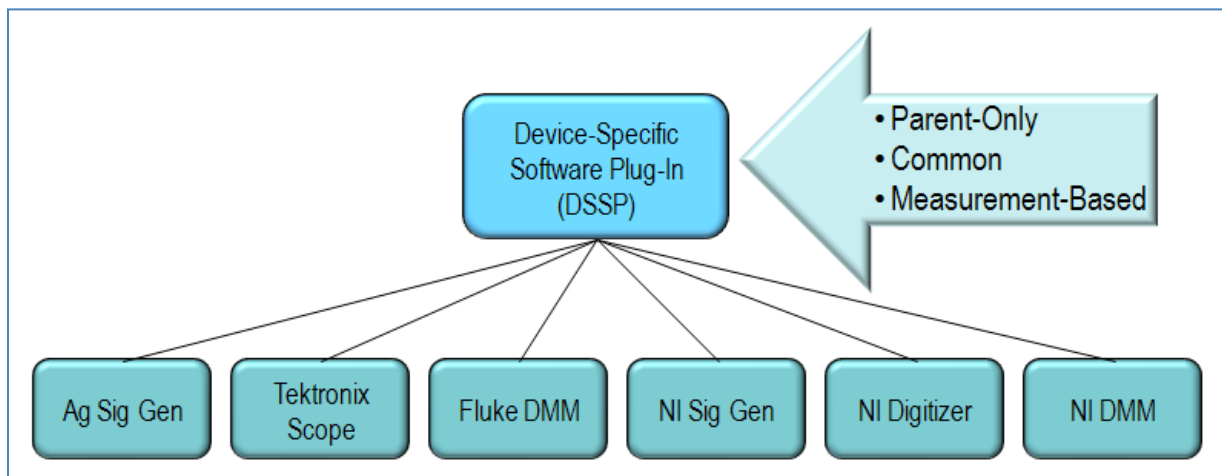 Device-Specific
Software Plug-In
(DSSP)
• Parent-Only
• Common
• Measurement-Based
Ag Sig Gen
Tektronix
Scope
Fluke DMM
NI Sig Gen
NI Digitizer
NI DMM